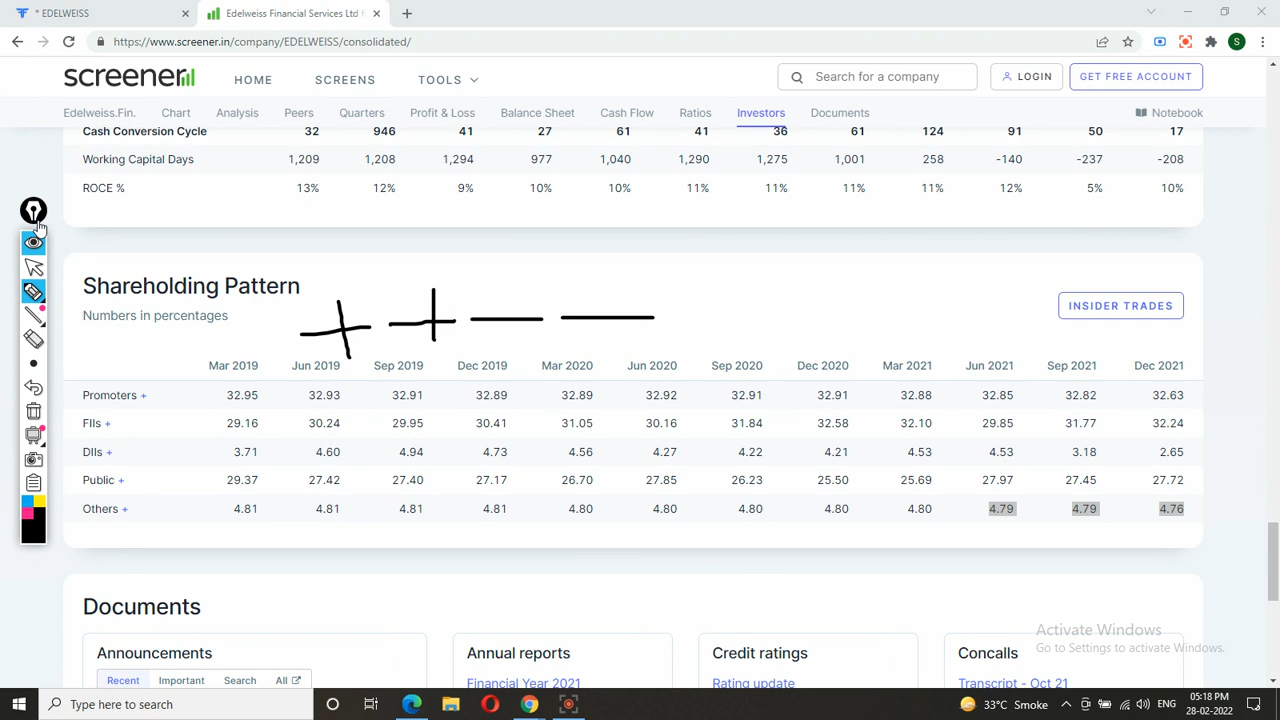 * EDELWEISS
Edelweiss Financial Services Ltd f
https://www.screener.in/company/EDELWEISS/consolidated/
S
screener
HOME SCREENS TOOLS
Search for a company
LOGIN
GET FREE ACCOUNT
Edelweiss.Fin. Chart Analysis Peers Quarters Profit & Loss Balance Sheet Cash Flow Ratios Investors Documents Notebook
Cash Conversion Cycle 32 946 41 27 61 41 36 61 124 91 50 17
Working Capital Days 1,209 1,208 1,294 977 1,040 1,290 1,275 1,001 258 -140 -237 -208
ROCE % 13% 12% 9% 10% 10% 11% 11% 11% 11% 12% 5% 10%
Shareholding Pattern
Numbers in percentages
INSIDER TRADES
Mar 2019 Jun 2019 Sep 2019 Dec 2019 Mar 2020 Jun 2020 Sep 2020 Dec 2020 Mar 2021 Jun 2021 Sep 2021 Dec 2021
Promoters + 32.95 32.93 32.91 32.89 32.89 32.92 32.91 32.91 32.88 32.85 32.82 32.63
FIIs + 29.16 30.24 29.95 30.41 31.05 30.16 31.84 32.58 32.10 29.85 31.77 32.24
DIIs + 3.71 4.60 4.94 4.73 4.56 4.27 4.22 4.21 4.53 4.53 3.18 2.65
Public + 29.37 27.42 27.40 27.17 26.70 27.85 26.23 25.50 25.69 27.97 27.45 27.72
Others + 4.81 4.81 4.81 4.81 4.80 4.80 4.80 4.80 4.80 4.79 4.79 4.76
Documents
Announcements
Recent Important Search All
Annual reports
Financial Year 2021
Credit ratings
Rating update
Concalls
Transcript - Oct 21
Activate Windows
Go to Settings to activate Windows.
Type here to search
33°C Smoke
ENG
05:18 PM
28-02-2022